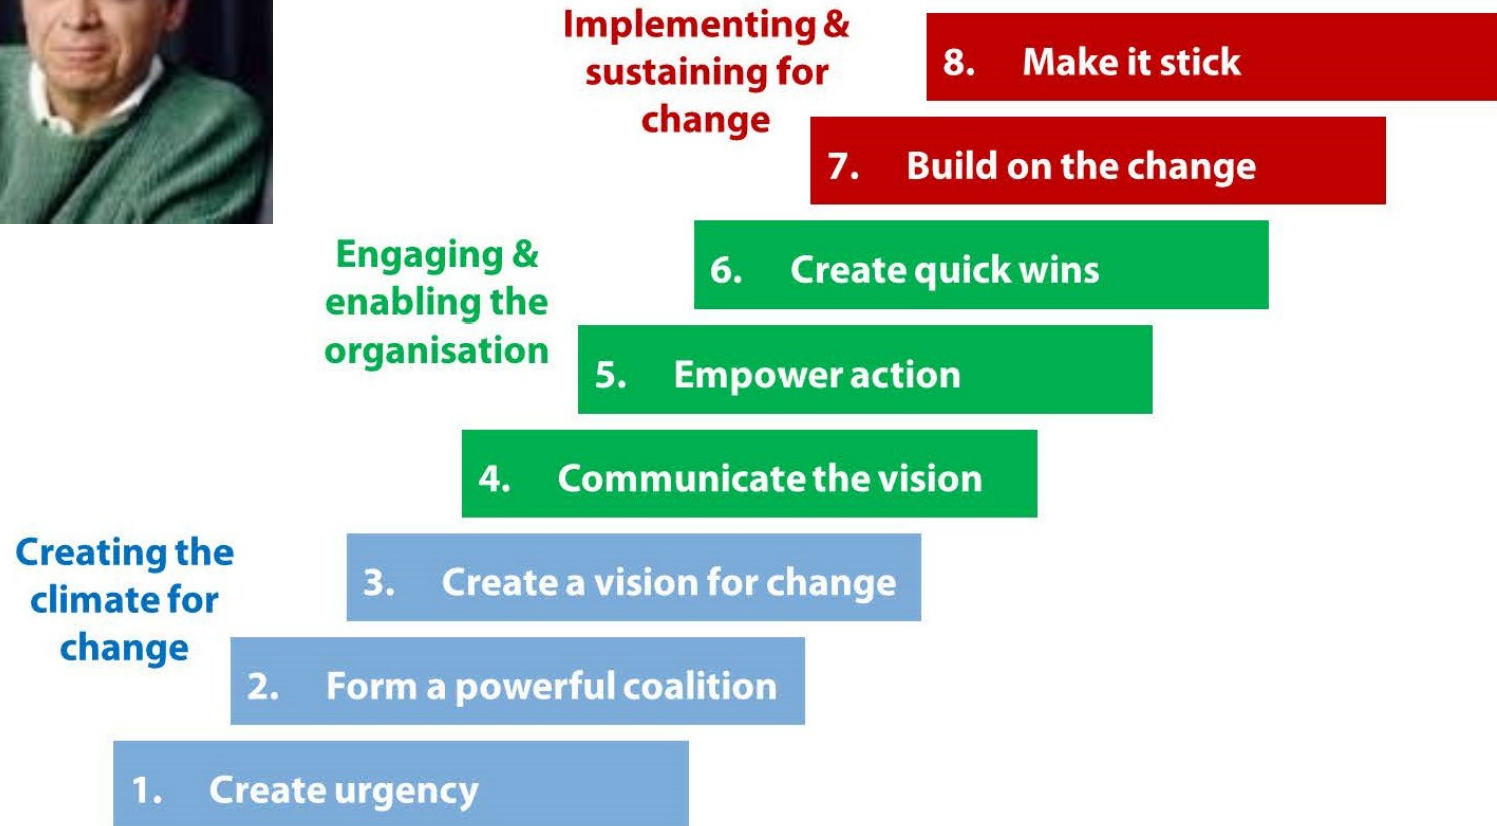 Implementing &
sustaining for
change
8. Make it stick
7. Build on the change
Engaging &
enabling the
organisation
6. Create quick wins
5. Empower action
4. Communicate the vision
Creating the
climate for
change
3. Create a vision for change
2. Form a powerful coalition
1. Create urgency